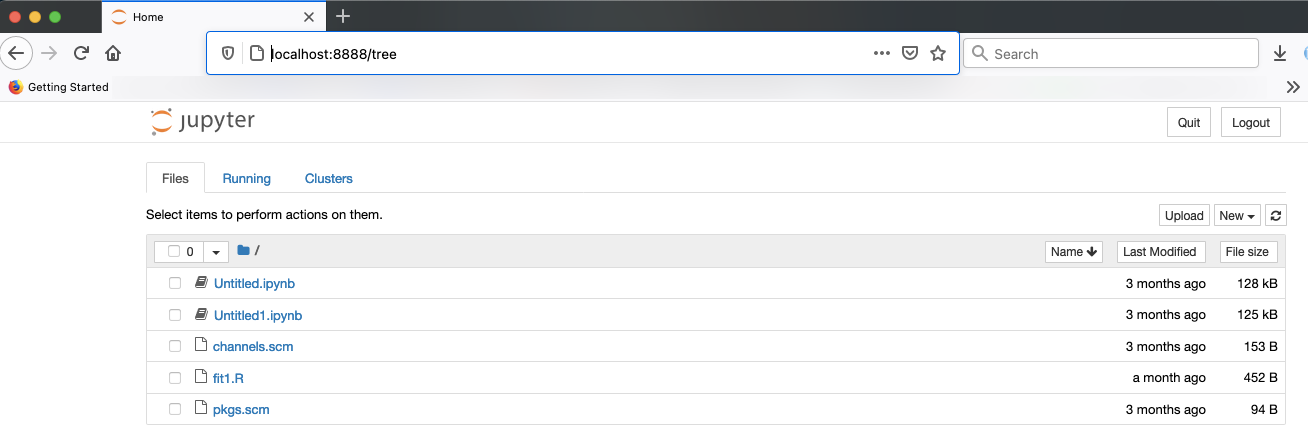 Home
localhost:8888/tree
Search
Getting Started
jupyter
Quit
Logout
Files
Running
Clusters
Select items to perform actions on them.
Upload
New
0
/
Name
Last Modified
File size
Untitled.ipynb
3 months ago
128 kB
Untitled1.ipynb
3 months ago
125 kB
channels.scm
3 months ago
153 B
fit1.R
a month ago
452 B
pkgs.scm
3 months ago
94 B